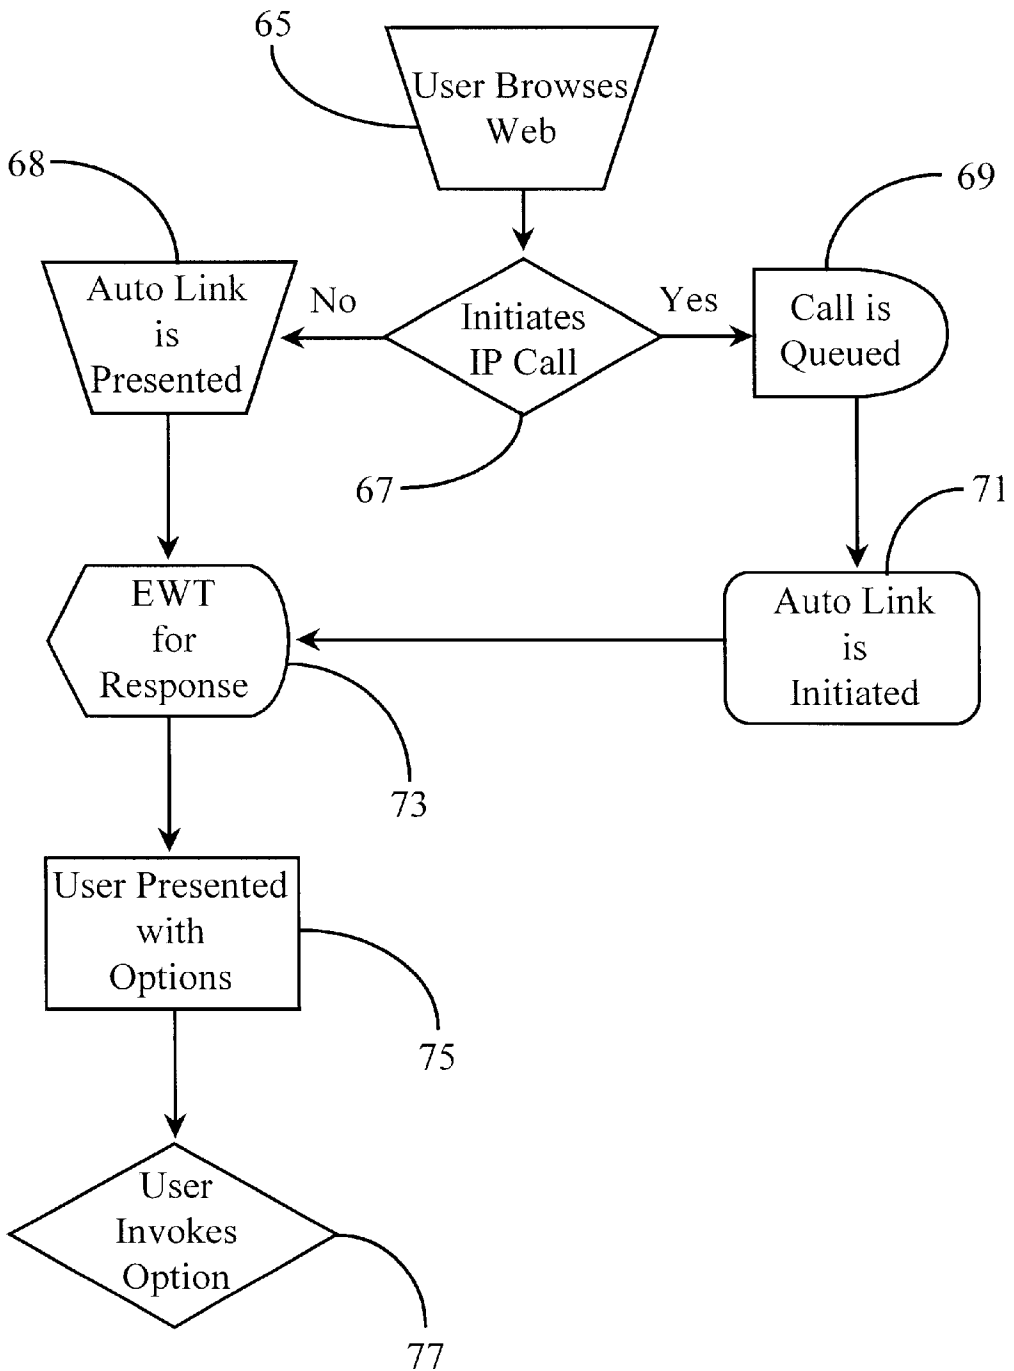 65
User Browses
Web
68
69
Auto Link
is
Presented
No
Initiates
IP Call
Yes
Call is
Queued
67
71
EWT
for
Response
Auto Link
is
Initiated
73
User Presented
with
Options
75
User
Invokes
Option
77